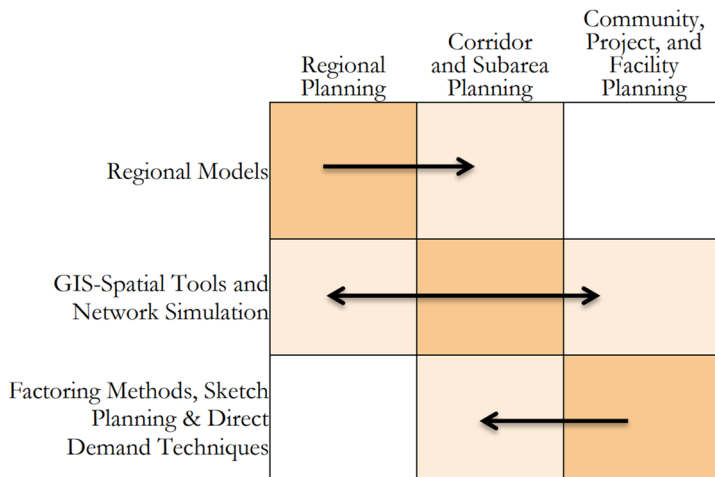 Regional
Planning
Corridor
and Subarea
Planning
Community,
Project, and
Facility
Planning
Regional Models
GIS-Spatial Tools and
Network Simulation
Factoring Methods, Sketch
Planning & Direct
Demand Techniques